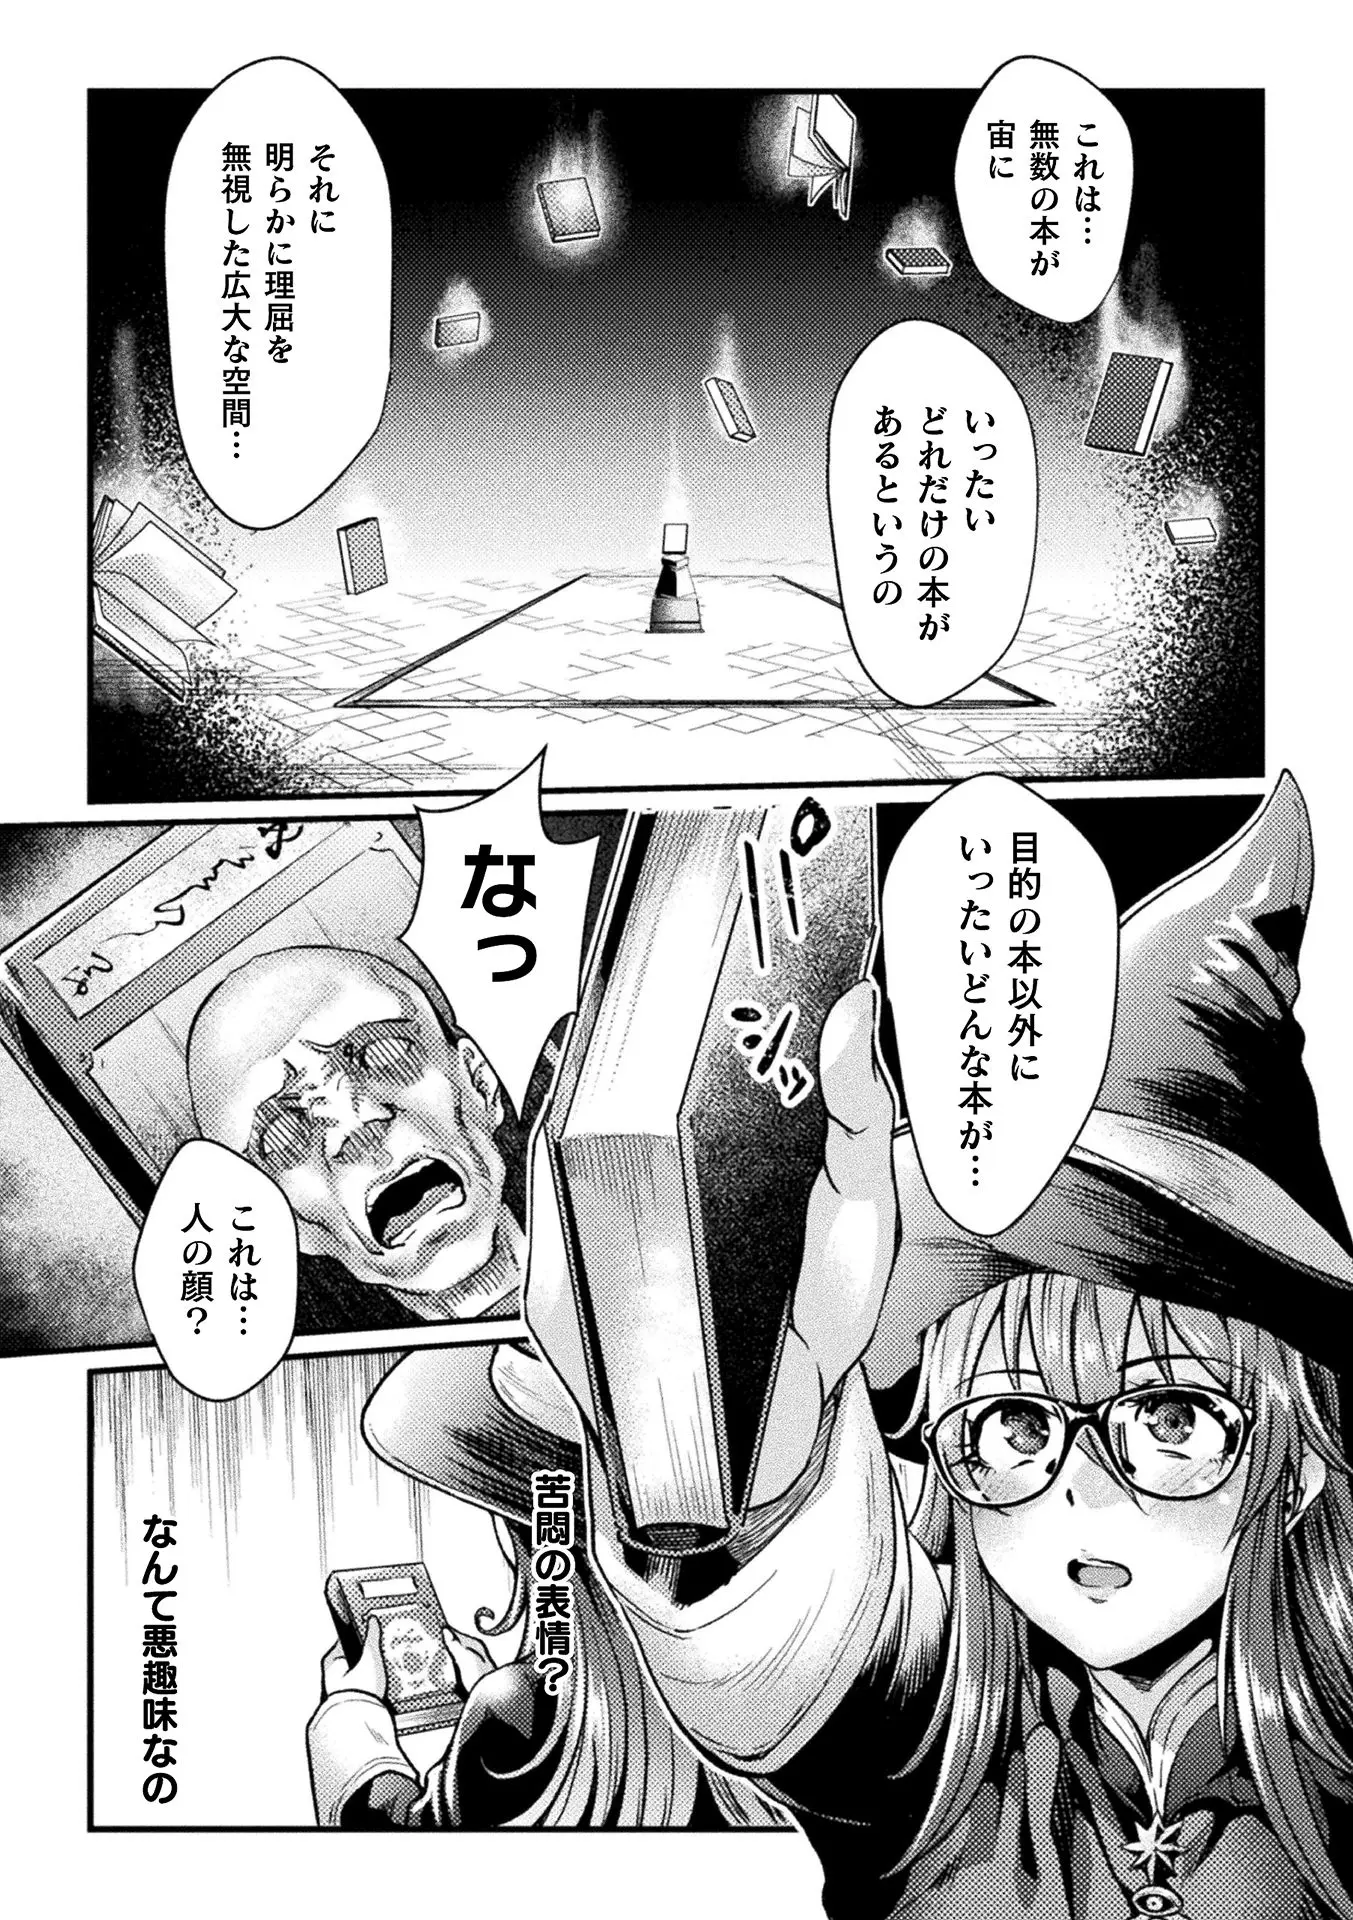 これは…
無数の本が
宙に
いったい
どれだけの本が
あるというの
それに
明らかに理屈を
無視した広大な空間…
目的の本以外に
いったいどんな本が…
なっ
これは…
人の顔？
苦悶の表情？
なんて悪趣味なの